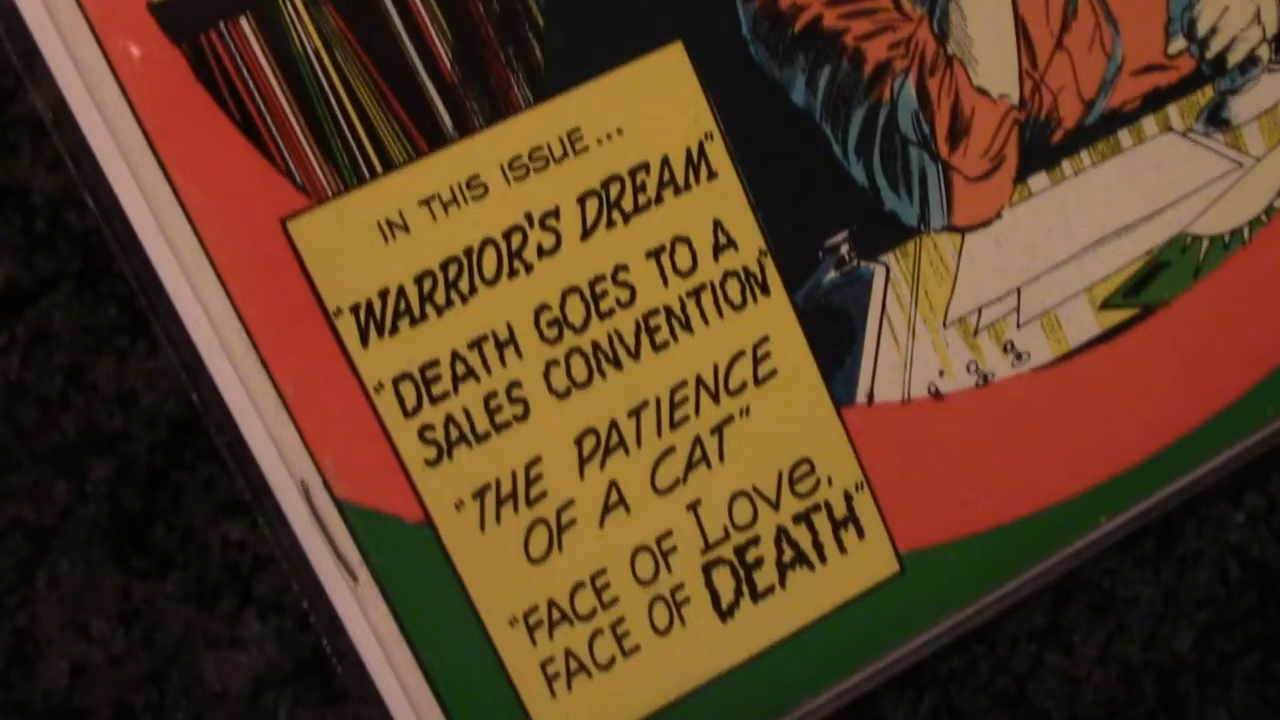 IN THIS ISSUE...
"WARRIOR'S DREAM"
"DEATH GOES TO A
SALES CONVENTION"
"THE PATIENCE
OF A CAT"
"FACE OF LOVE.
FACE OF DEATH"